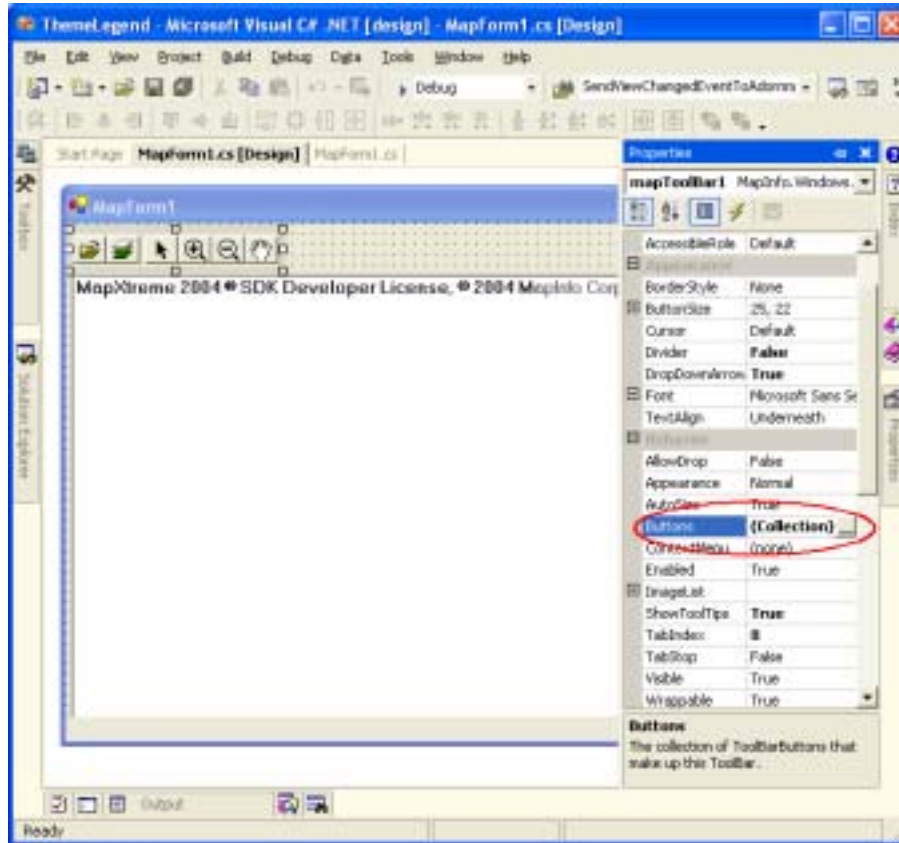 ThemeLegend - Microsoft Visual C# .NET [design] - MapForm1.cs [Design]
File Edit View Project Build Debug Data Tools Window Help
Debug SendViewChangedEventToAdornm
Start Page MapForm1.cs [Design] MapForm1.cs
Toolbox
Solution Explorer
MapForm1
MapXtreme 2004 ® SDK Developer License, © 2004 MapInfo Corp
Properties
mapToolBar1 MapInfo.Windows.
AccessibleRole Default
Appearance
BorderStyle None
ButtonSize 25, 22
Cursor Default
Divider False
DropDownArrow True
Font Microsoft Sans Se
TextAlign Underneath
Behavior
AllowDrop False
Appearance Normal
AutoSize True
Buttons (Collection) ...
ContextMenu (none)
Enabled True
ImageList
ShowToolTips True
TabIndex
TabStop False
Visible True
Wrappable True
Buttons
The collection of ToolBarButtons that
make up this ToolBar.
Index
Properties
Output
Ready